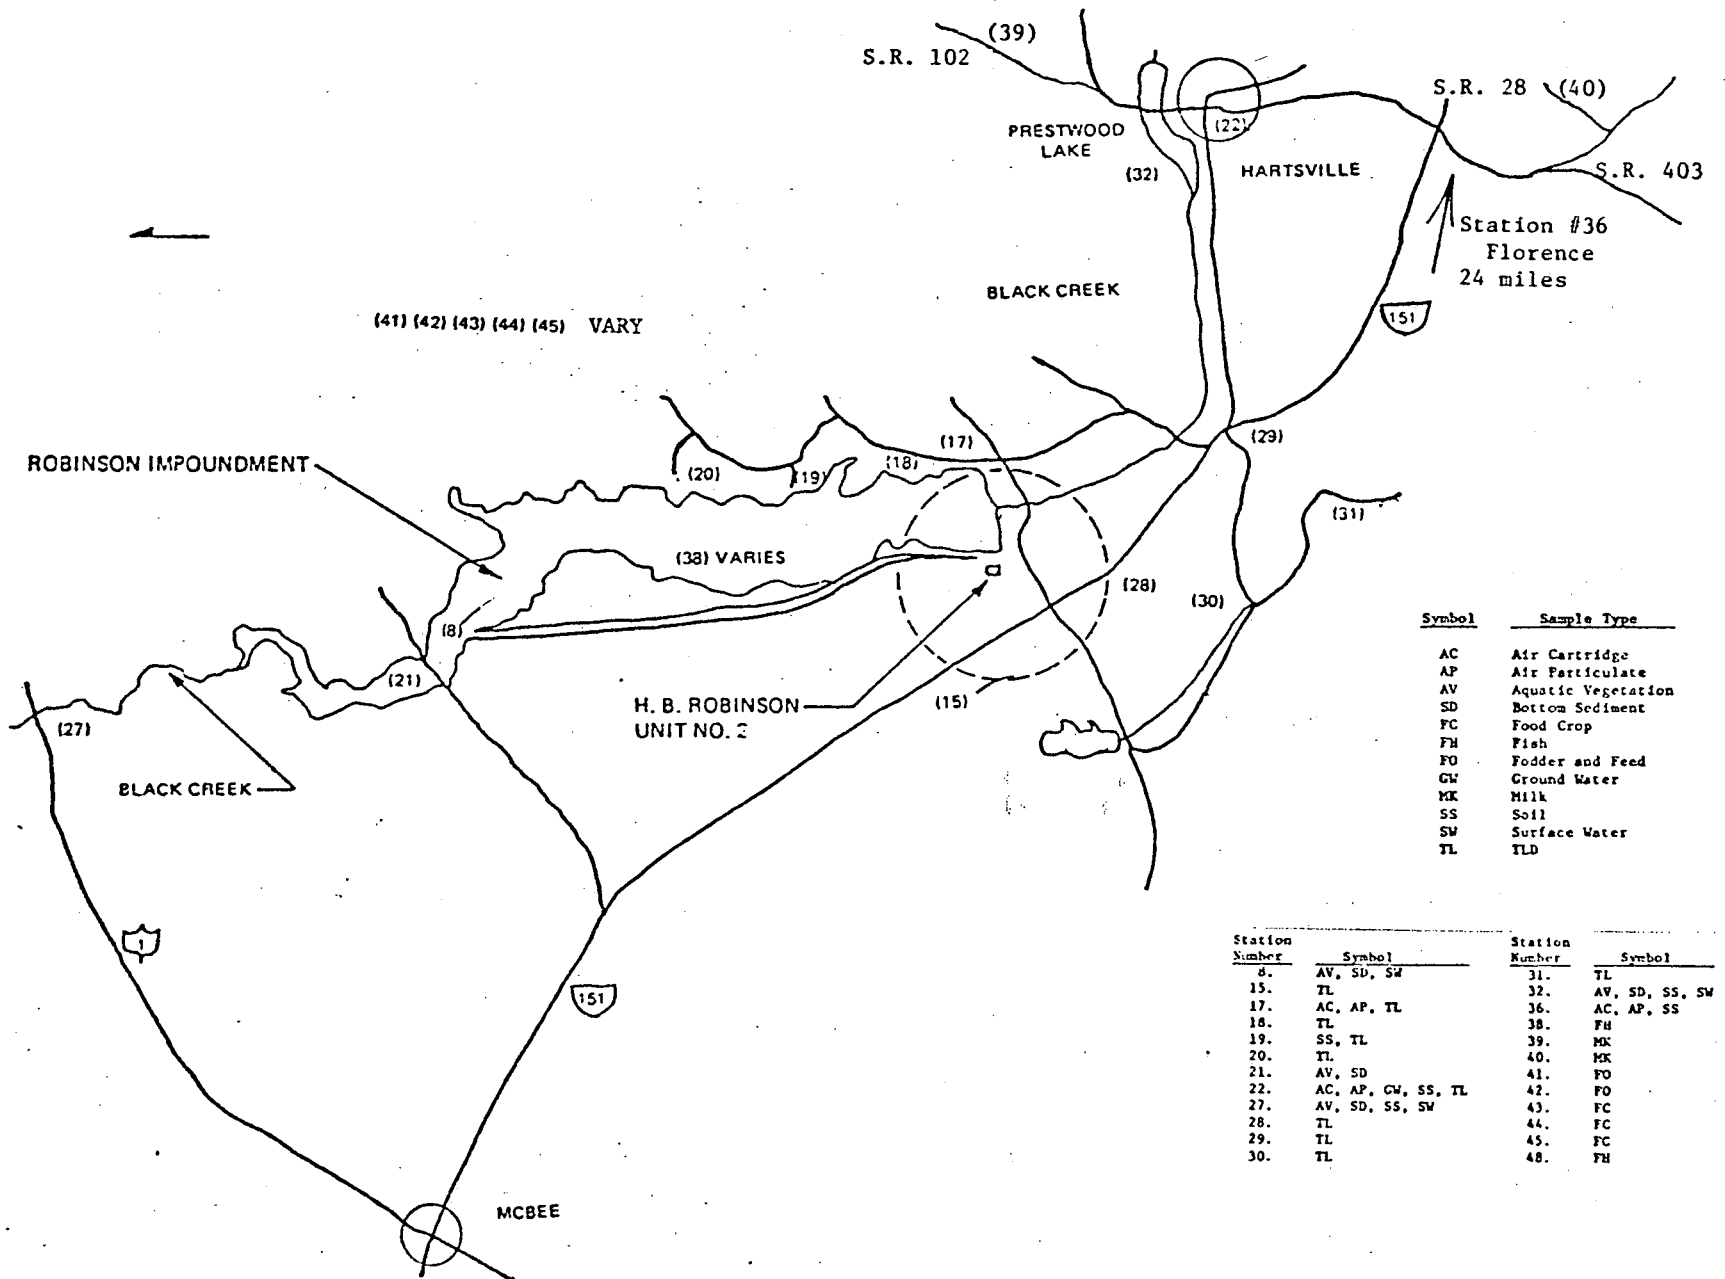 (39)
S.R. 102
S.R. 28 (40)
PRESTWOOD
LAKE
(22)
(32)
HARTSVILLE
S.R. 403
Station #36
Florence
24 miles
BLACK CREEK
151
(41) (42) (43) (44) (45) VARY
ROBINSON IMPOUNDMENT
(17)
(29)
(20)
(19)
(18)
(31)
(38) VARIES
(28)
(30)
(8)
(21)
(15)
H. B. ROBINSON
UNIT NO. 2
(27)
BLACK CREEK
1
151
MCBEE
Symbol Sample Type
AC Air Cartridge
AP Air Particulate
AV Aquatic Vegetation
SD Bottom Sediment
FC Food Crop
FH Fish
FO Fodder and Feed
GW Ground Water
MK Milk
SS Soil
SW Surface Water
TL TLD
Station Station
Number Symbol Number Symbol
8. AV, SD, SW 31. TL
15. TL 32. AV, SD, SS, SW
17. AC, AP, TL 36. AC, AP, SS
18. TL 38. FH
19. SS, TL 39. MK
20. TL 40. MK
21. AV, SD 41. FO
22. AC, AP, GW, SS, TL 42. FO
27. AV, SD, SS, SW 43. FC
28. TL 44. FC
29. TL 45. FC
30. TL 48. FH